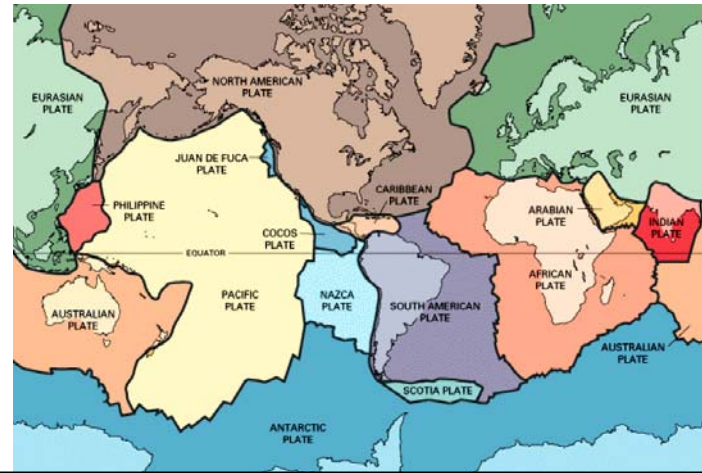 NORTH AMERICAN
PLATE
EURASIAN
PLATE
EURASIAN
PLATE
JUAN DE FUCA
PLATE
CARIBBEAN
PLATE
PHILIPPINE
PLATE
ARABIAN
PLATE
INDIAN
PLATE
COCOS
PLATE
EQUATOR
AFRICAN
PLATE
AUSTRALIAN
PLATE
PACIFIC
PLATE
NAZCA
PLATE
SOUTH AMERICAN
PLATE
AUSTRALIAN
PLATE
SCOTIA PLATE
ANTARCTIC
PLATE